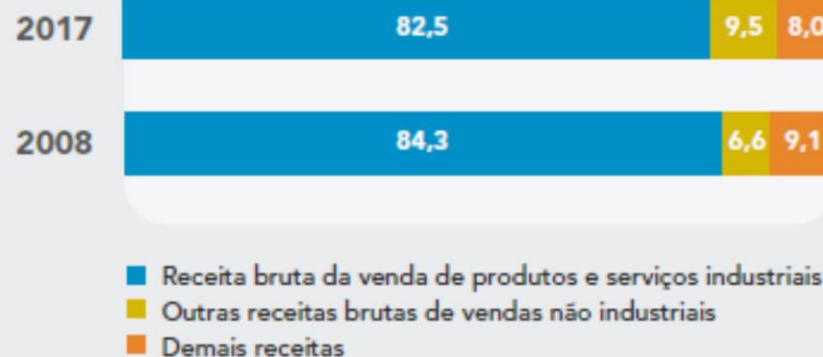 2017 82,5 9,5 8,0
2008 84,3 6,6 9,1
Receita bruta da venda de produtos e serviços industriais
Outras receitas brutas de vendas não industriais
Demais receitas